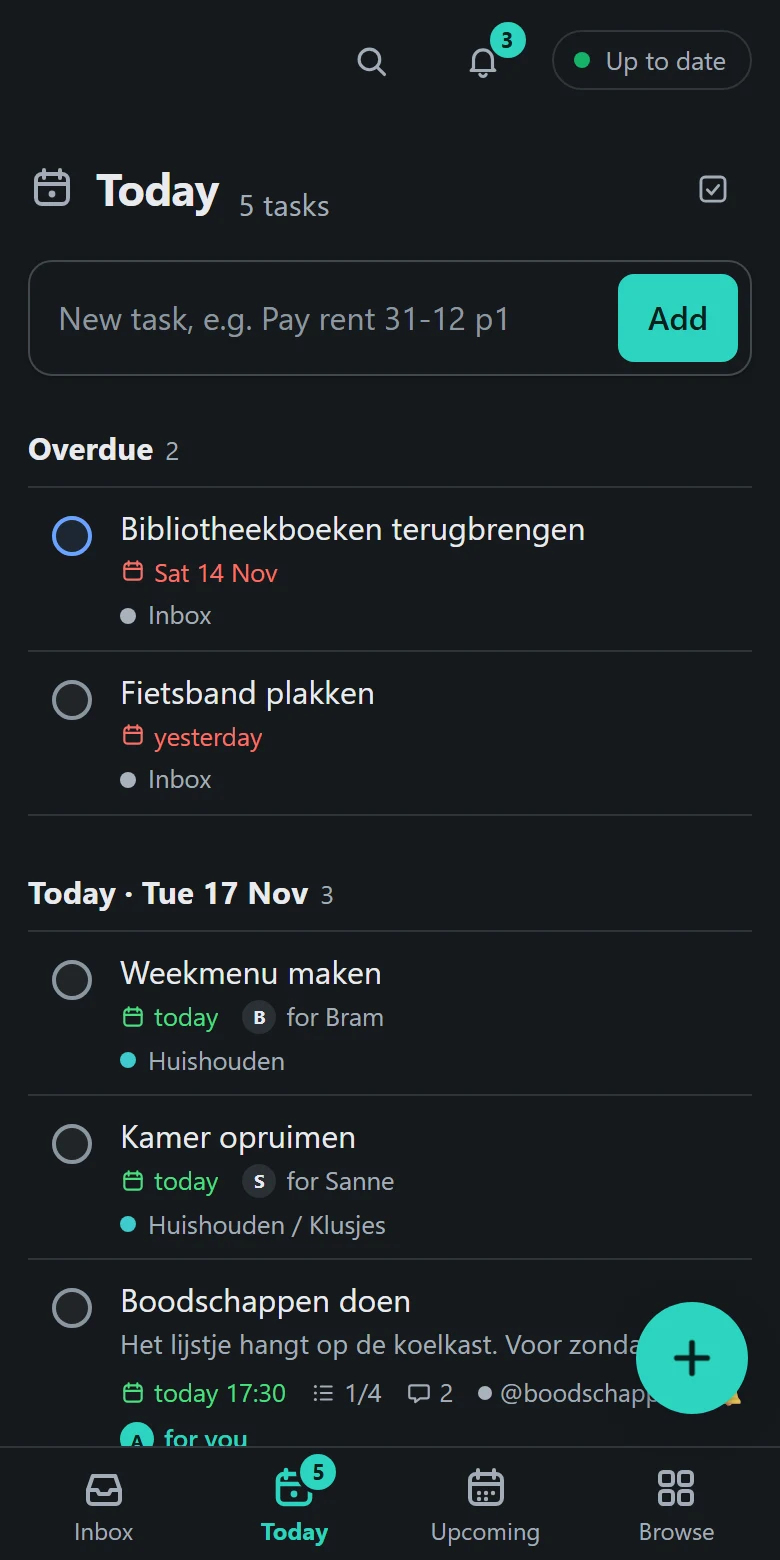 3
Up to date
Today 5 tasks
New task, e.g. Pay rent 31-12 p1 Add
Overdue 2
Bibliotheekboeken terugbrengen
Sat 14 Nov
Inbox
Fietsband plakken
yesterday
Inbox
Today · Tue 17 Nov 3
Weekmenu maken
today B for Bram
Huishouden
Kamer opruimen
today S for Sanne
Huishouden / Klusjes
Boodschappen doen
Het lijstje hangt op de koelkast. Voor
today 17:30 1/4 2
A for you
5
Inbox Today Upcoming Browse